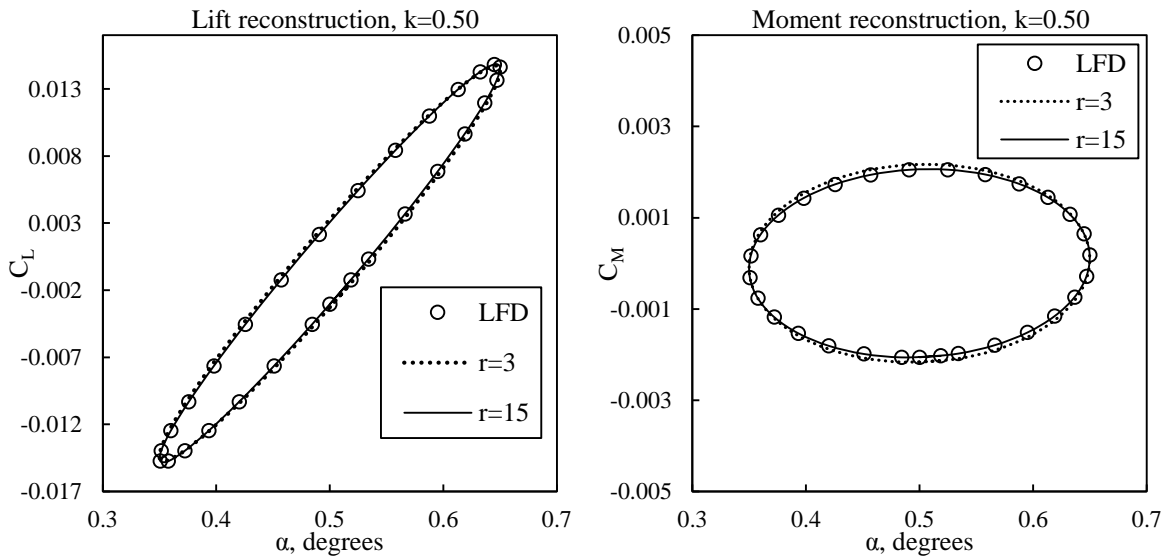 Lift reconstruction, k=0.50
0.013
0.008
0.003
-0.002
-0.007
-0.012
-0.017
C_L
LFD
r=3
r=15
0.3 0.4 0.5 0.6 0.7
α, degrees
Moment reconstruction, k=0.50
0.005
0.003
0.001
-0.001
-0.003
-0.005
C_M
LFD
r=3
r=15
0.3 0.4 0.5 0.6 0.7
α, degrees